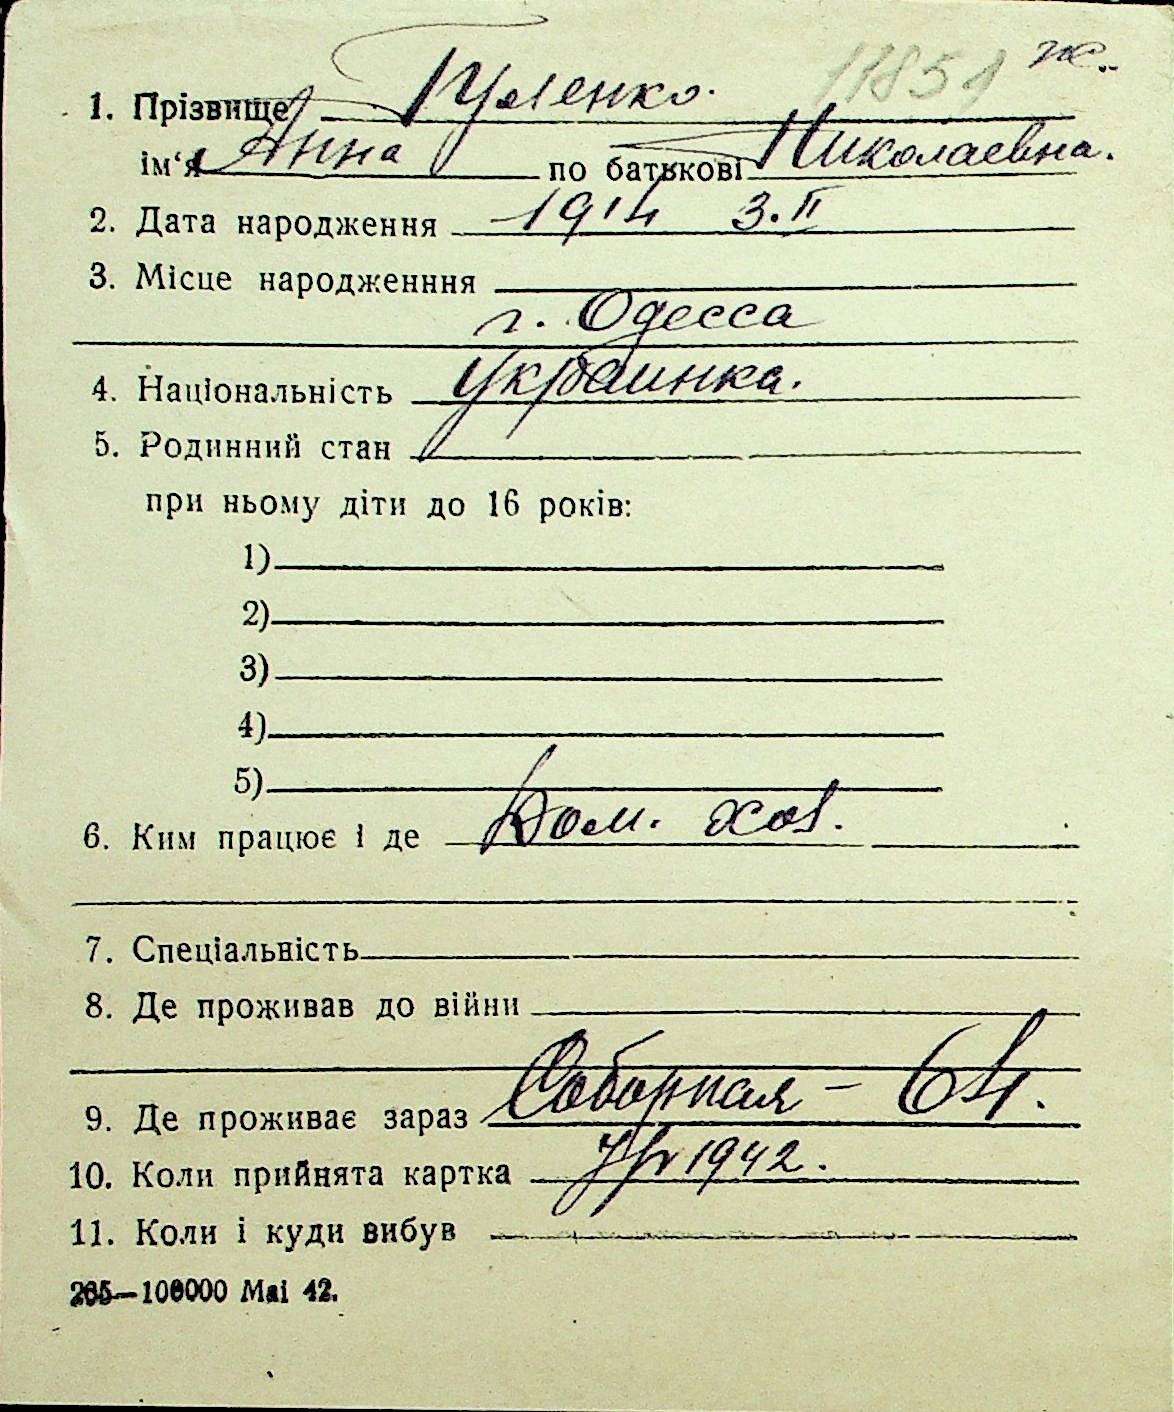 11851 ж.
1. Прізвище Гуленко.
ім‘я Анна по батькові Николаевна.
2. Дата народження 1914 3.II
3. Місце народженння
г. Одесса
4. Національність Украинка.
5. Родинний стан
при ньому діти до 16 років:
1)
2)
3)
4)
5)
6. Ким працює і де Дом. хоз.
7. Спеціальність
8. Де проживав до війни
9. Де проживає зараз Соборная – 64.
10. Коли прийнята картка 1942.
11. Коли і куди вибув
265—100000 Mai 42.